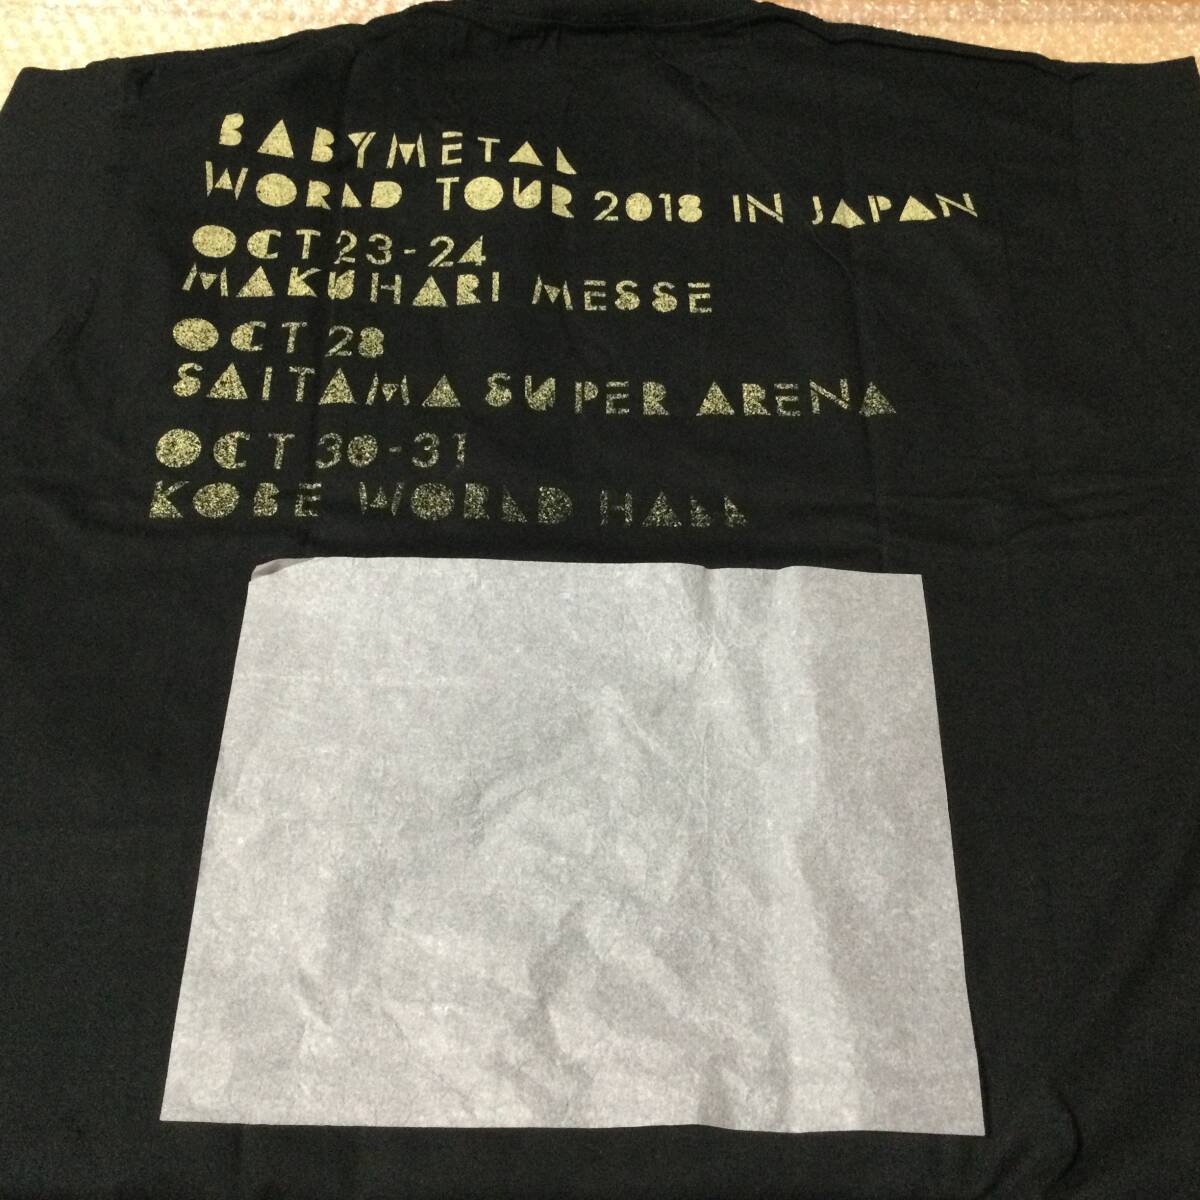 BABYMETAL
WORLD TOUR 2018 IN JAPAN
OCT 23-24
MAKUHARI MESSE
OCT 28
SAITAMA SUPER ARENA
OCT 30-31
KOBE WORLD HALL